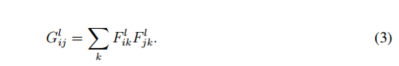 G^l_{ij} = \sum_k F^l_{ik} F^l_{jk}. (3)